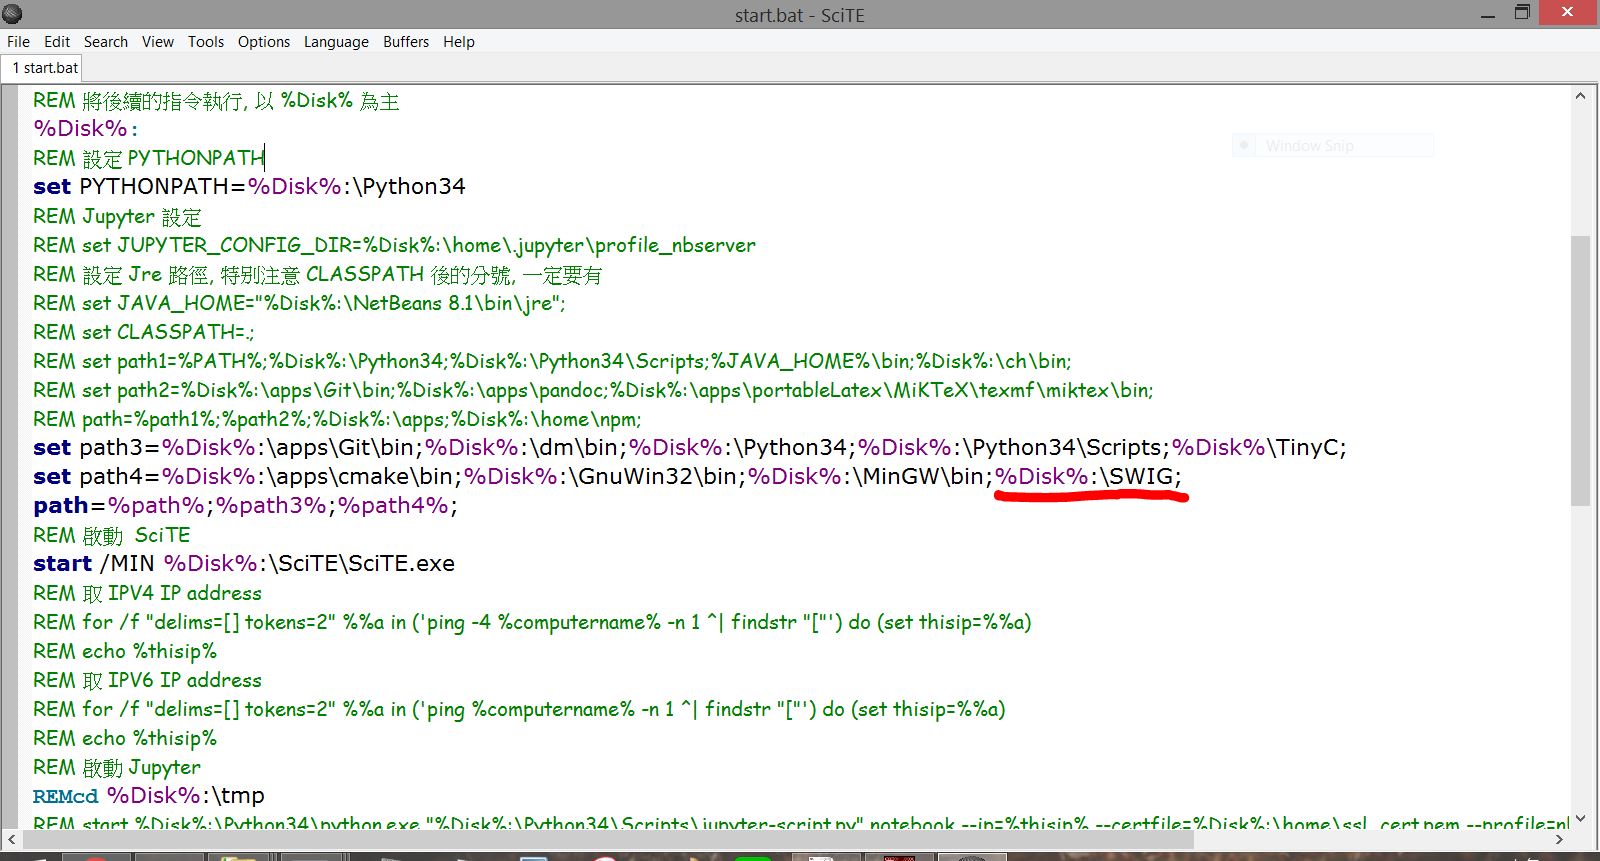 start.bat - SciTE
File Edit Search View Tools Options Language Buffers Help
1 start.bat
REM 將後續的指令執行, 以 %Disk% 為主
%Disk%:
REM 設定 PYTHONPATH
set PYTHONPATH=%Disk%:\Python34
REM Jupyter 設定
REM set JUPYTER_CONFIG_DIR=%Disk%:\home\.jupyter\profile_nbserver
REM 設定 Jre 路徑, 特別注意 CLASSPATH 後的分號, 一定要有
REM set JAVA_HOME="%Disk%:\NetBeans 8.1\bin\jre";
REM set CLASSPATH=.;
REM set path1=%PATH%;%Disk%:\Python34;%Disk%:\Python34\Scripts;%JAVA_HOME%\bin;%Disk%:\ch\bin;
REM set path2=%Disk%:\apps\Git\bin;%Disk%:\apps\pandoc;%Disk%:\apps\portableLatex\MiKTeX\texmf\miktex\bin;
REM path=%path1%;%path2%;%Disk%:\apps;%Disk%:\home\npm;
set path3=%Disk%:\apps\Git\bin;%Disk%:\dm\bin;%Disk%:\Python34;%Disk%:\Python34\Scripts;%Disk%\TinyC;
set path4=%Disk%:\apps\cmake\bin;%Disk%:\GnuWin32\bin;%Disk%:\MinGW\bin;%Disk%:\SWIG;
path=%path%;%path3%;%path4%;
REM 啟動  SciTE
start /MIN %Disk%:\SciTE\SciTE.exe
REM 取 IPV4 IP address
REM for /f "delims=[] tokens=2" %%a in ('ping -4 %computername% -n 1 ^| findstr "["') do (set thisip=%%a)
REM echo %thisip%
REM 取 IPV6 IP address
REM for /f "delims=[] tokens=2" %%a in ('ping %computername% -n 1 ^| findstr "["') do (set thisip=%%a)
REM echo %thisip%
REM 啟動 Jupyter
REMcd %Disk%:\tmp
REM start %Disk%:\Python34\python.exe "%Disk%:\Python34\Scripts\jupyter-script.py" notebook --ip=%thisip% --certfile=%Disk%:\home\ssl_cert.pem --profile=n
Window Snip